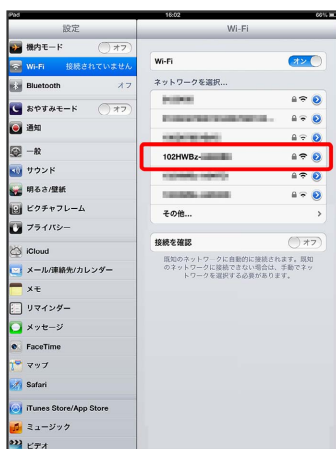 iPad
16:02
66%
設定
機内モード
オフ
Wi-Fi
接続されていません
Bluetooth
オフ
おやすみモード
オフ
通知
一般
サウンド
明るさ/壁紙
ピクチャフレーム
プライバシー
iCloud
メール/連絡先/カレンダー
メモ
リマインダー
メッセージ
FaceTime
マップ
Safari
iTunes Store/App Store
ミュージック
ビデオ
Wi-Fi
Wi-Fi
オン
ネットワークを選択...
102HWBz-
その他...
接続を確認
オフ
既知のネットワークに自動的に接続されます。既知
のネットワークに接続できない場合は、手動でネッ
トワークを選択する必要があります。